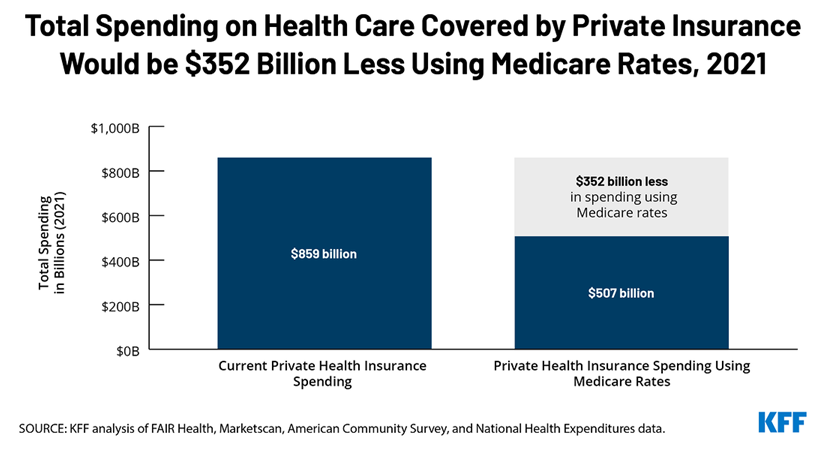 Total Spending on Health Care Covered by Private Insurance
Would be $352 Billion Less Using Medicare Rates, 2021
Total Spending
in Billions (2021)
$1,000B
$800B
$600B
$400B
$200B
$0B
$859 billion
$352 billion less
in spending using
Medicare rates
$507 billion
Current Private Health Insurance
Spending
Private Health Insurance Spending Using
Medicare Rates
SOURCE: KFF analysis of FAIR Health, Marketscan, American Community Survey, and National Health Expenditures data.
KFF